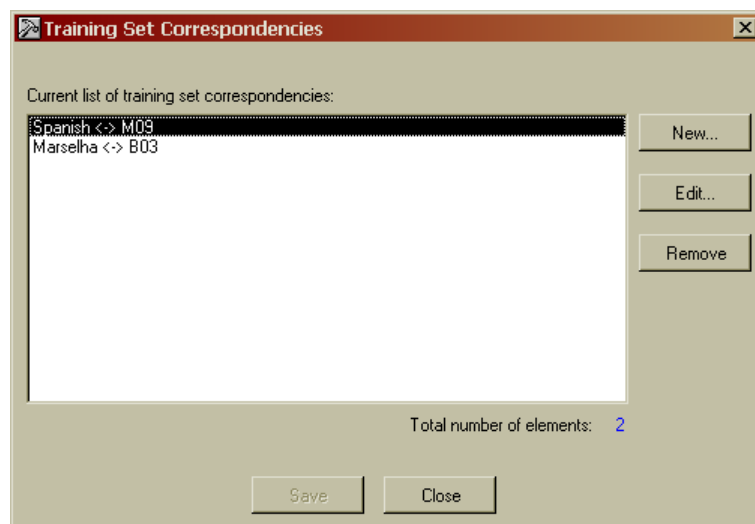 Training Set Correspondencies
Current list of training set correspondencies:
Spanish <-> M09
Marselha <-> B03
New...
Edit...
Remove
Total number of elements: 2
Save
Close